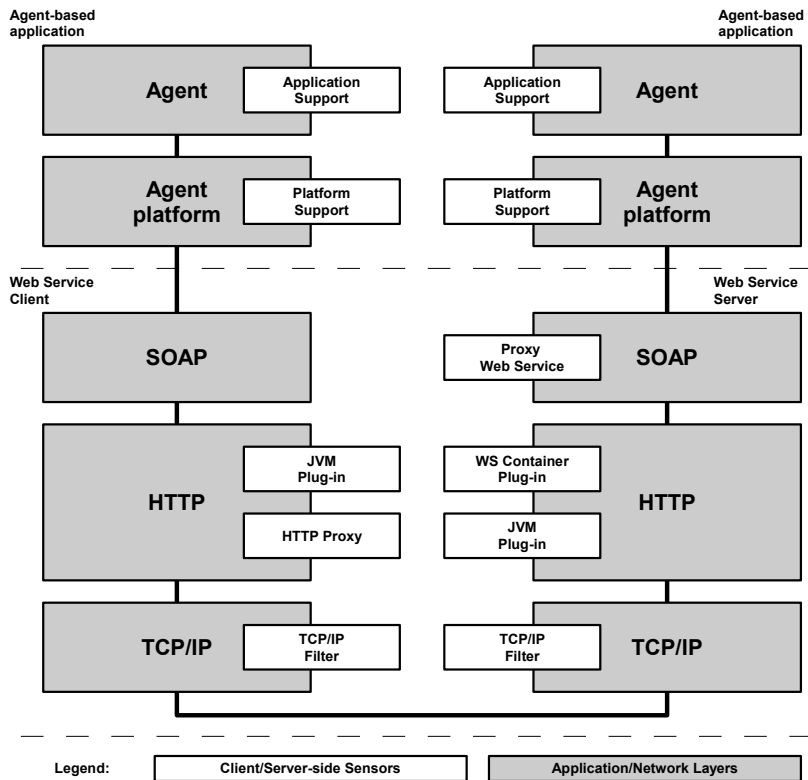 Agent-based
application
Agent-based
application
Agent
Application
Support
Application
Support
Agent
Agent
platform
Platform
Support
Platform
Support
Agent
platform
Web Service
Client
Web Service
Server
SOAP
Proxy
Web Service
SOAP
HTTP
JVM
Plug-in
HTTP Proxy
WS Container
Plug-in
JVM
Plug-in
HTTP
TCP/IP
TCP/IP
Filter
TCP/IP
Filter
TCP/IP
Legend:
Client/Server-side Sensors
Application/Network Layers